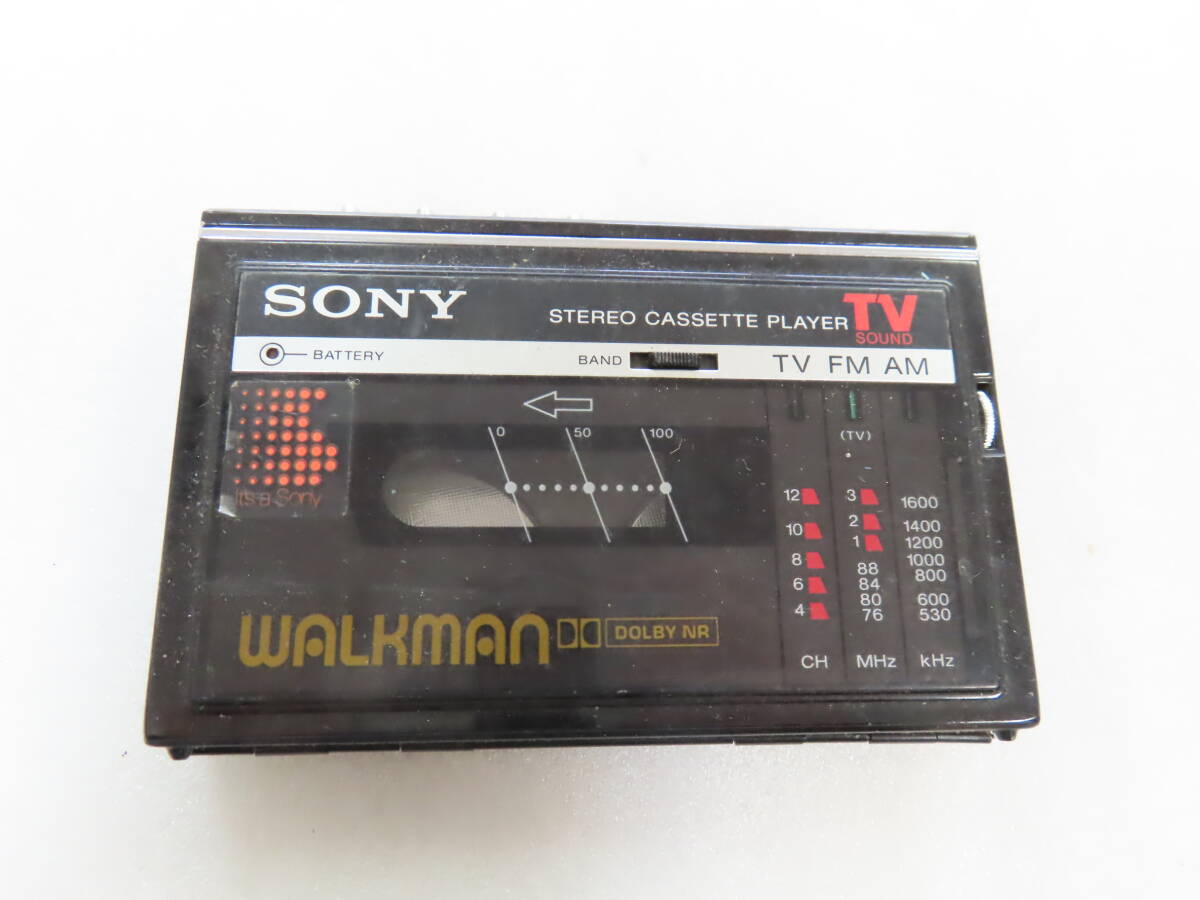 SONY
STEREO CASSETTE PLAYER TV SOUND
BATTERY
BAND
TV FM AM
It's a Sony
0 50 100
(TV)
12 3 1600
10 2 1400
1 1200
8 88 1000
6 84 800
80 600
4 76 530
CH MHz kHz
WALKMAN DOLBY NR